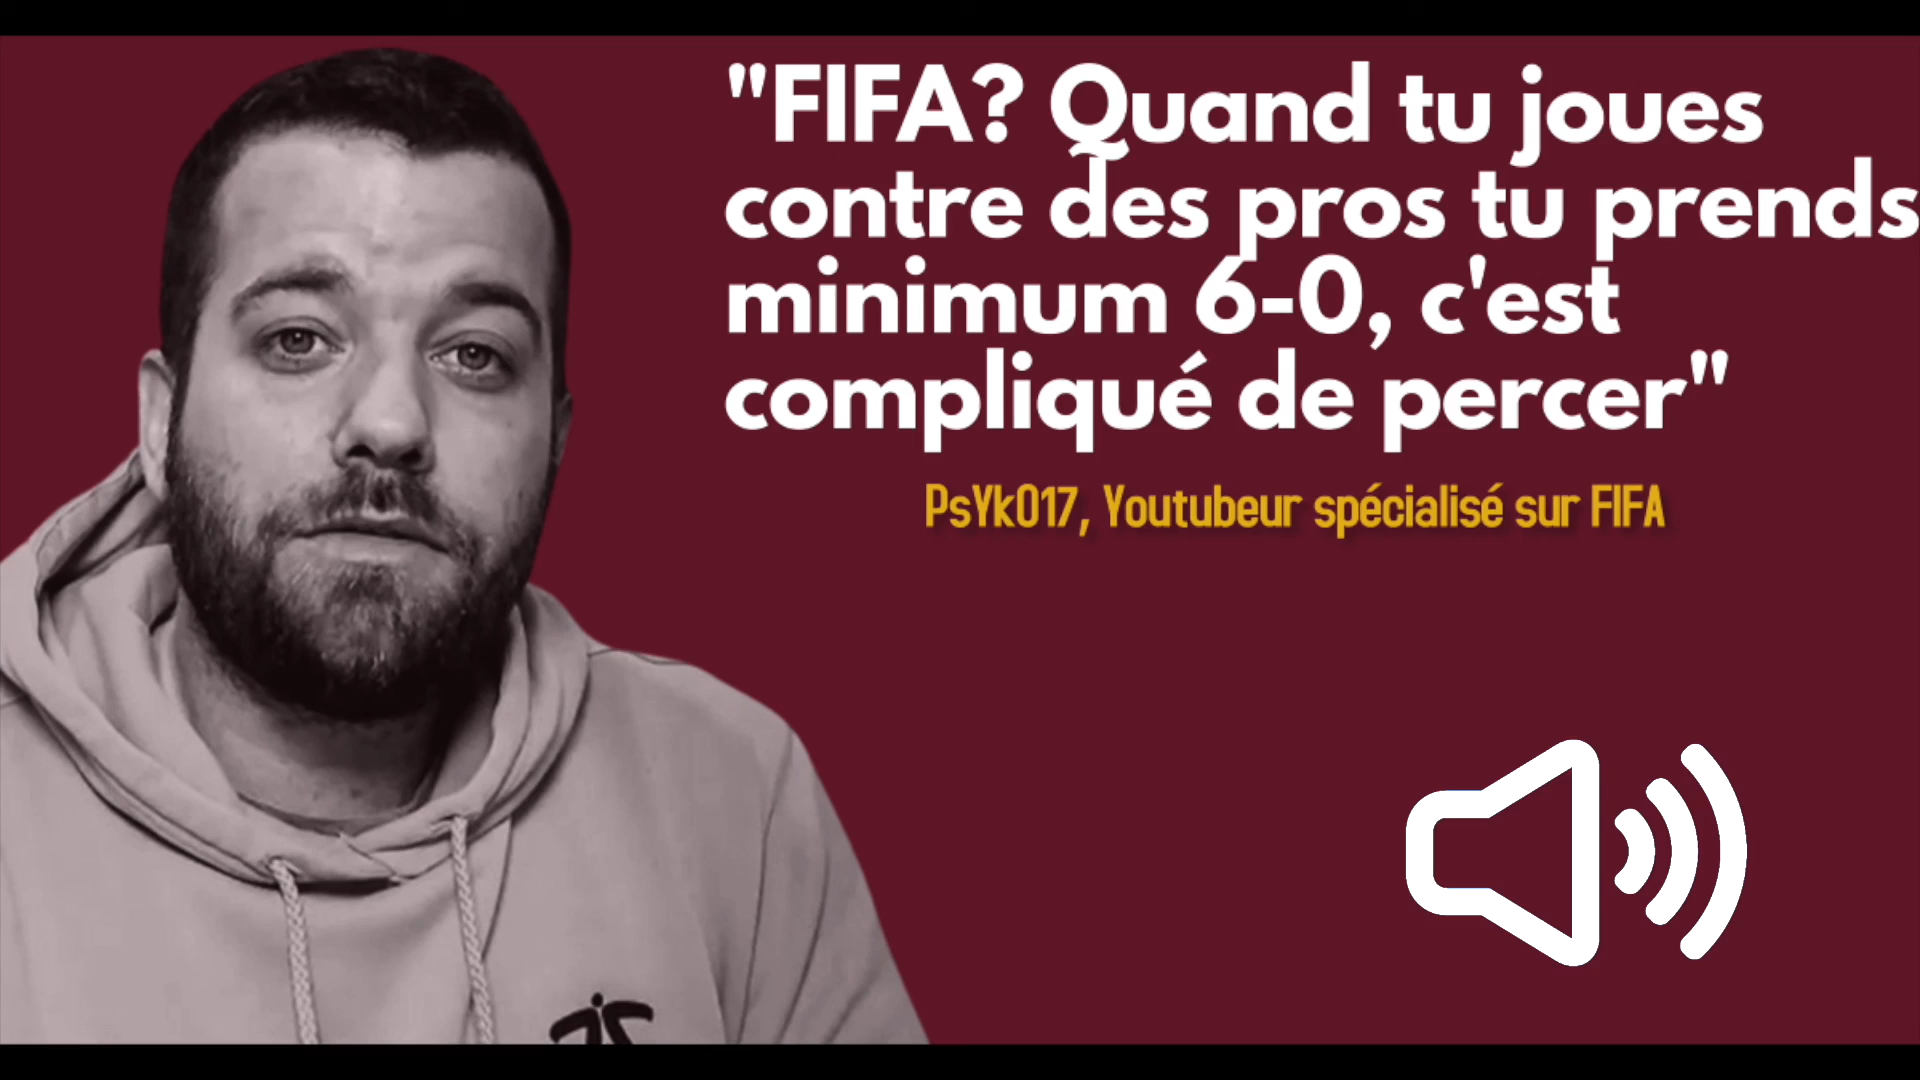 "FIFA? Quand tu joues
contre des pros tu prends
minimum 6-0, c'est
compliqué de percer"
PsYkO17, Youtubeur spécialisé sur FIFA